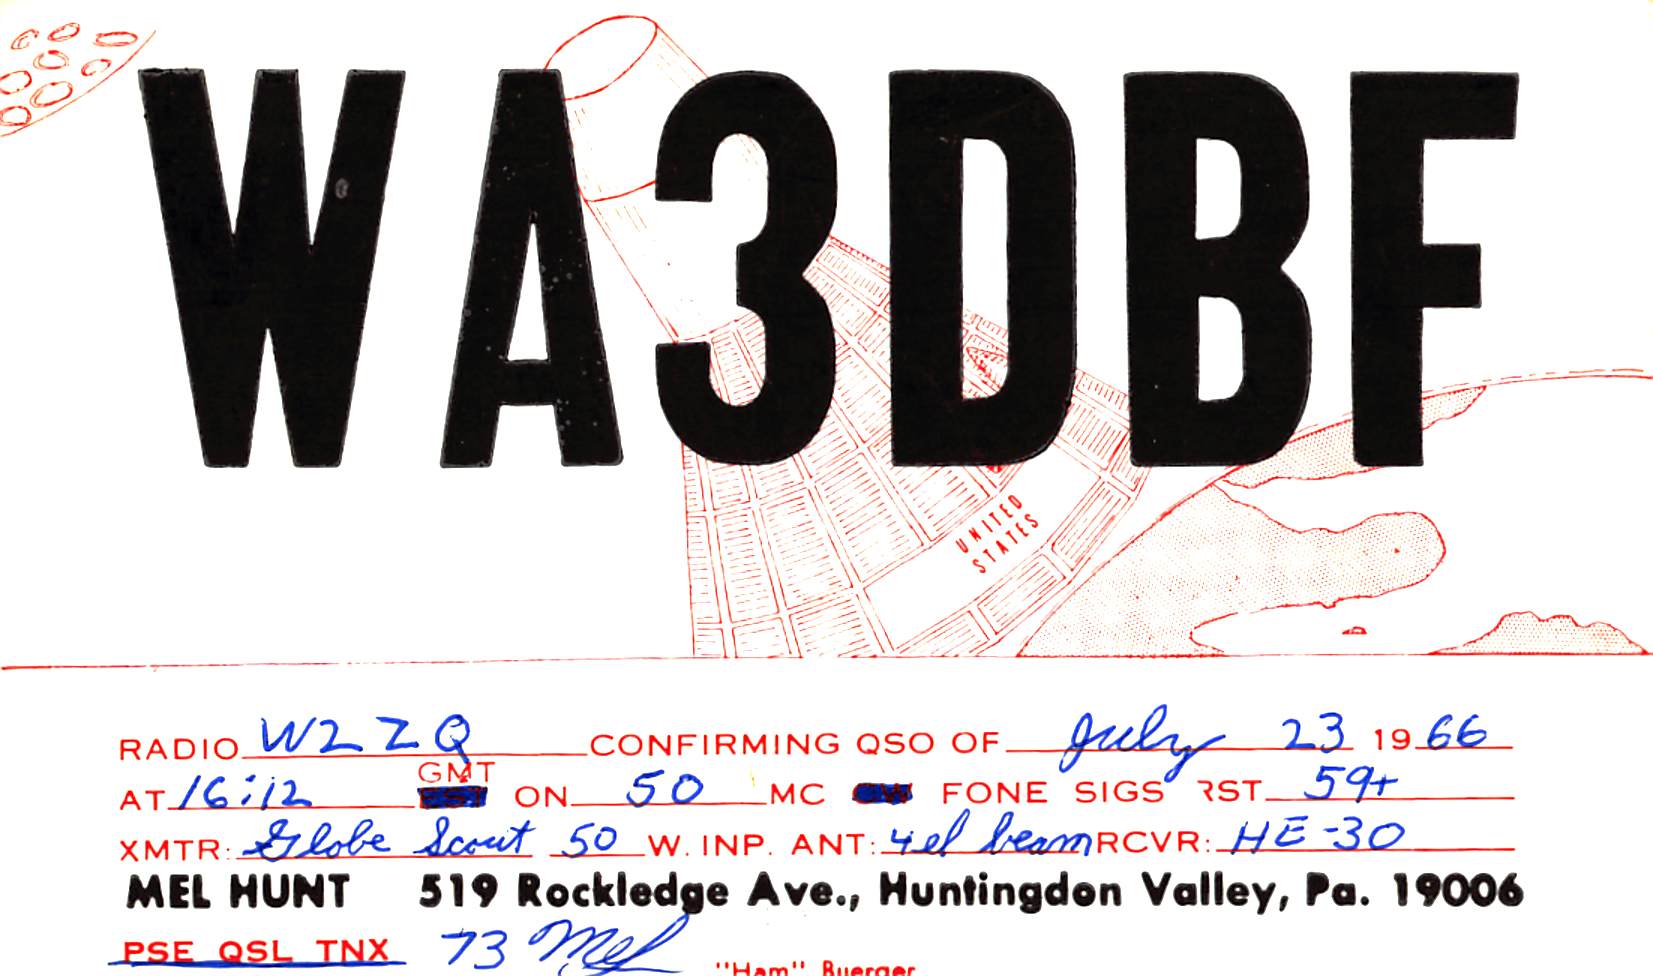 WA3DBF
UNITED
STATES
RADIO W2ZQ CONFIRMING QSO OF July 23 1966
GMT
AT 16:12 ON 50 MC FONE SIGS RST 59+
XMTR: Globe Scout 50 W. INP. ANT: 4 el beam RCVR: HE-30
MEL HUNT 519 Rockledge Ave., Huntingdon Valley, Pa. 19006
PSE QSL TNX 73 Mel
"Ham" Buerger